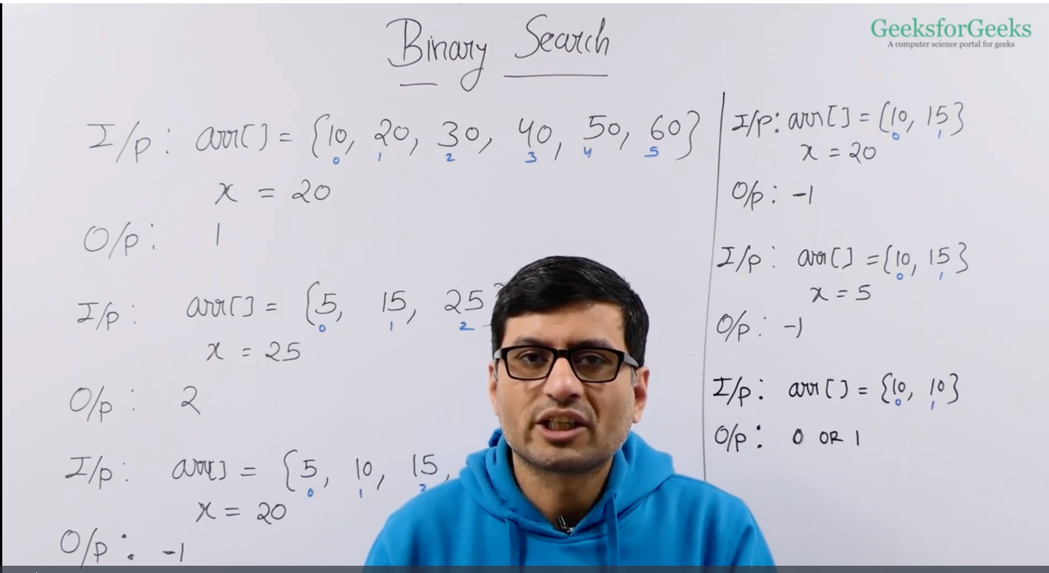 Binary Search
GeeksforGeeks
A computer science portal for geeks
I/p: arr[] = {10, 20, 30, 40, 50, 60}
0 1 2 3 4 5
x = 20
O/p: 1
I/p: arr[] = {5, 15, 25}
0 1 2
x = 25
O/p: 2
I/p: arr[] = {5, 10, 15,
0 1 2
x = 20
O/p: -1
I/p: arr[] = {10, 15}
0 1
x = 20
O/p: -1
I/p: arr[] = {10, 15}
0 1
x = 5
O/p: -1
I/p: arr[] = {10, 10}
0 1
O/p: 0 OR 1